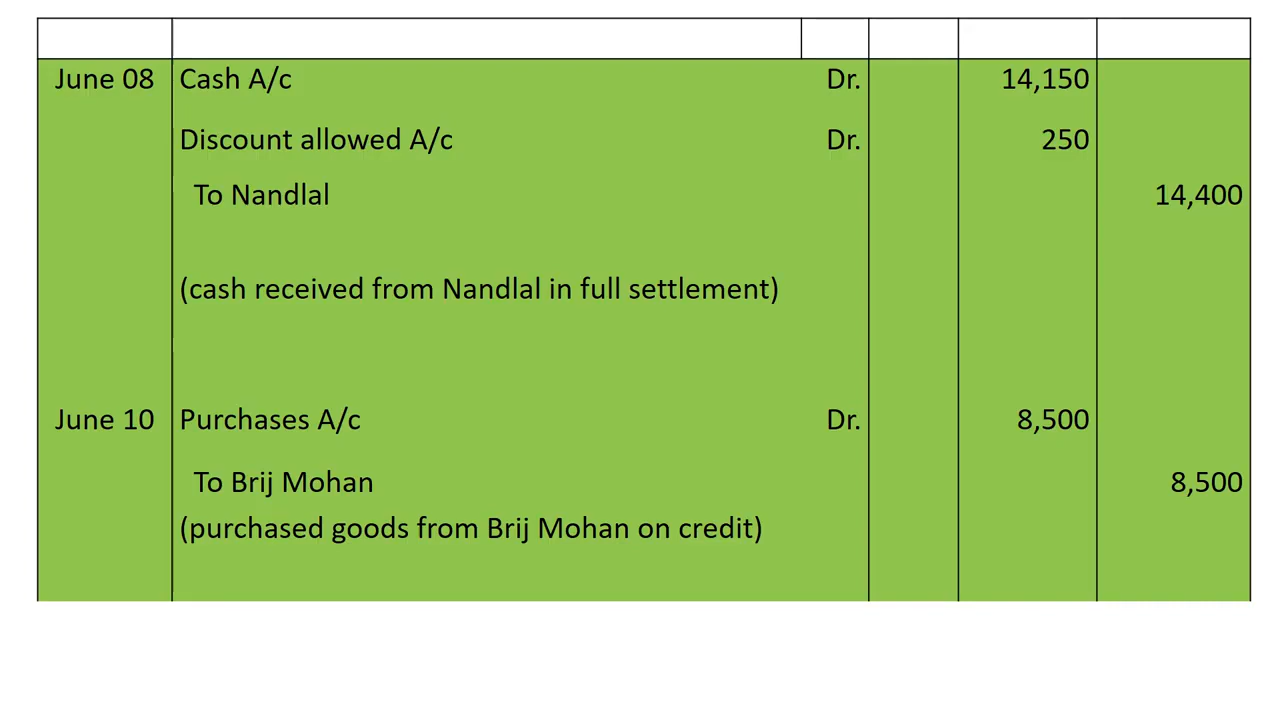 June 08 Cash A/c Dr. 14,150
Discount allowed A/c Dr. 250
To Nandlal 14,400
(cash received from Nandlal in full settlement)
June 10 Purchases A/c Dr. 8,500
To Brij Mohan 8,500
(purchased goods from Brij Mohan on credit)